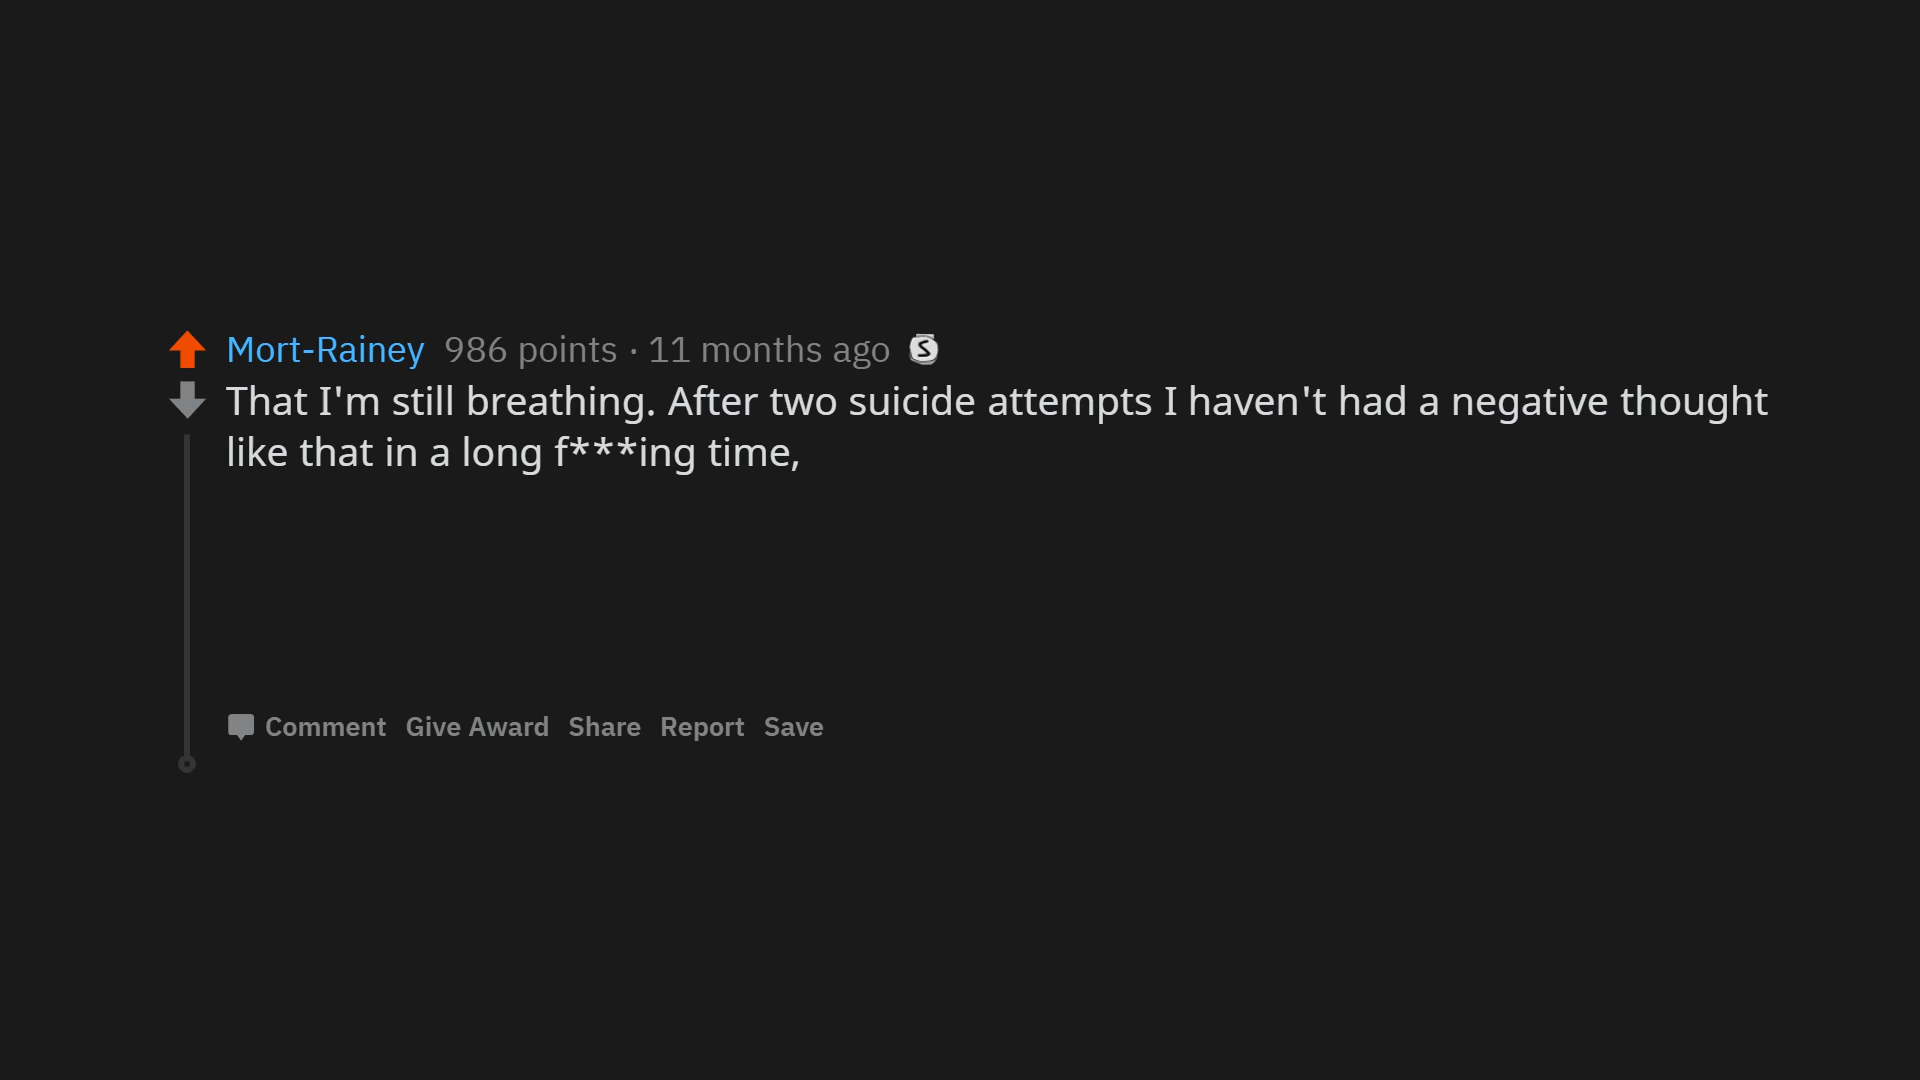 Mort-Rainey 986 points · 11 months ago S
That I'm still breathing. After two suicide attempts I haven't had a negative thought
like that in a long f***ing time,
Comment Give Award Share Report Save